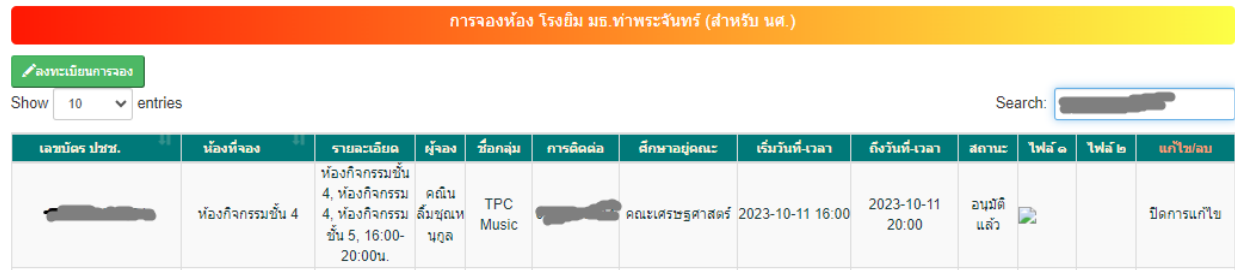 การจองห้อง โรงยิม มธ.ท่าพระจันทร์ (สำหรับ นศ.)
ลงทะเบียนการจอง
Show 10 entries
Search:
เลขบัตร ปชช. ห้องที่จอง รายละเอียด ผู้จอง ชื่อกลุ่ม การติดต่อ ศึกษาอยู่คณะ เริ่มวันที่-เวลา ถึงวันที่-เวลา สถานะ ไฟล์ ๑ ไฟล์ ๒ แก้ไข/ลบ
ห้องกิจกรรมชั้น
4, ห้องกิจกรรม
4, ห้องกิจกรรม
ชั้น 5, 16:00-
20:00น.
ห้องกิจกรรมชั้น 4
คณิน
ลิ้มชุณห
นุกูล
TPC
Music
คณะเศรษฐศาสตร์
2023-10-11 16:00
2023-10-11
20:00
อนุมัติ
แล้ว
ปิดการแก้ไข